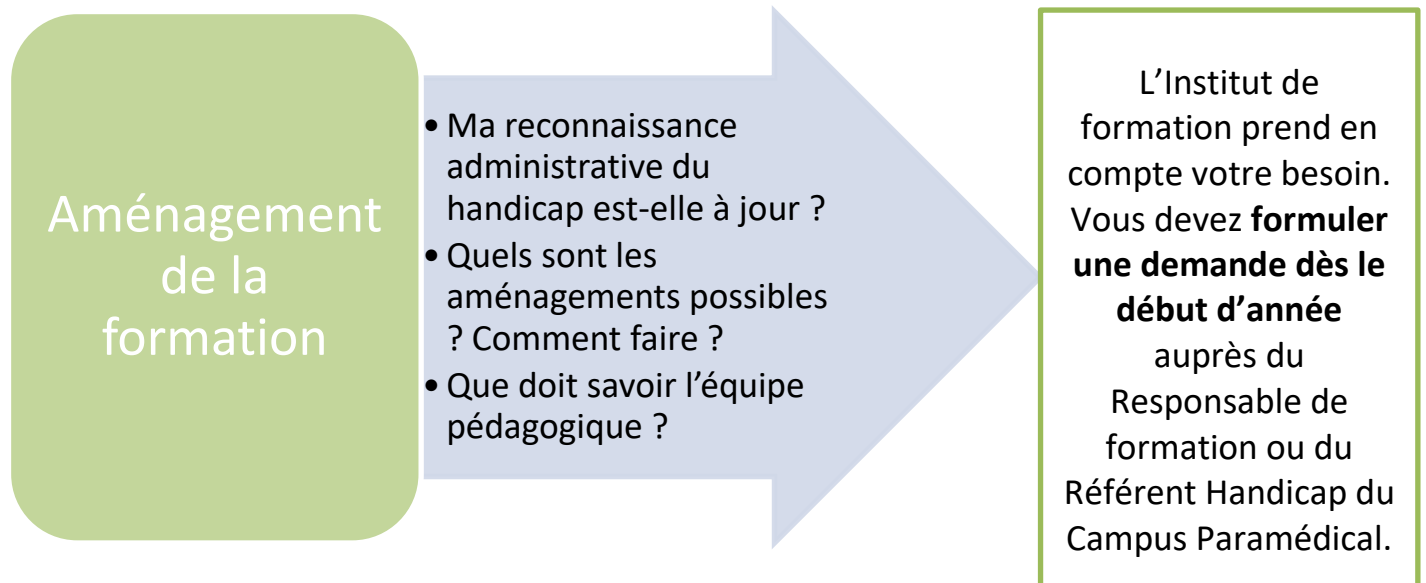 Aménagement
de la
formation
• Ma reconnaissance
administrative du
handicap est-elle à jour ?
• Quels sont les
aménagements possibles
? Comment faire ?
• Que doit savoir l’équipe
pédagogique ?
L’Institut de
formation prend en
compte votre besoin.
Vous devez formuler
une demande dès le
début d’année
auprès du
Responsable de
formation ou du
Référent Handicap du
Campus Paramédical.